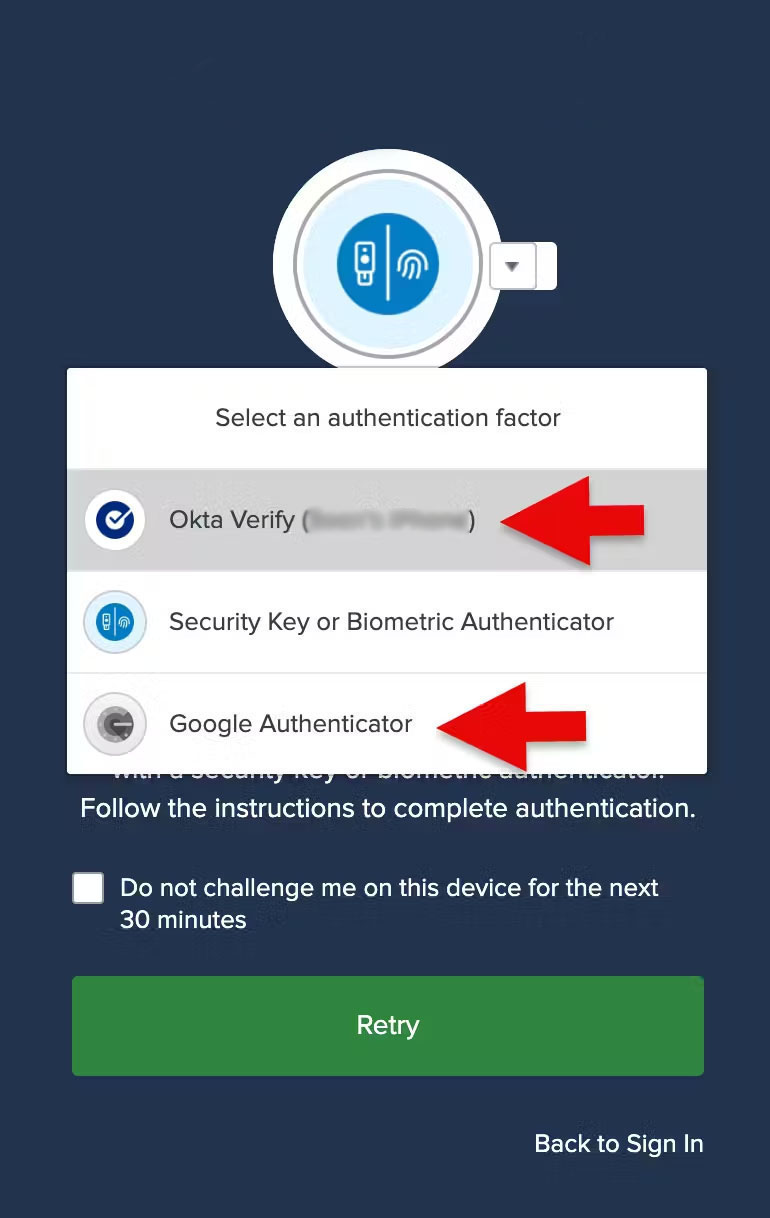 Select an authentication factor
Okta Verify ( )
Security Key or Biometric Authenticator
Google Authenticator
with a security key or biometric authenticator.
Follow the instructions to complete authentication.
Do not challenge me on this device for the next
30 minutes
Retry
Back to Sign In